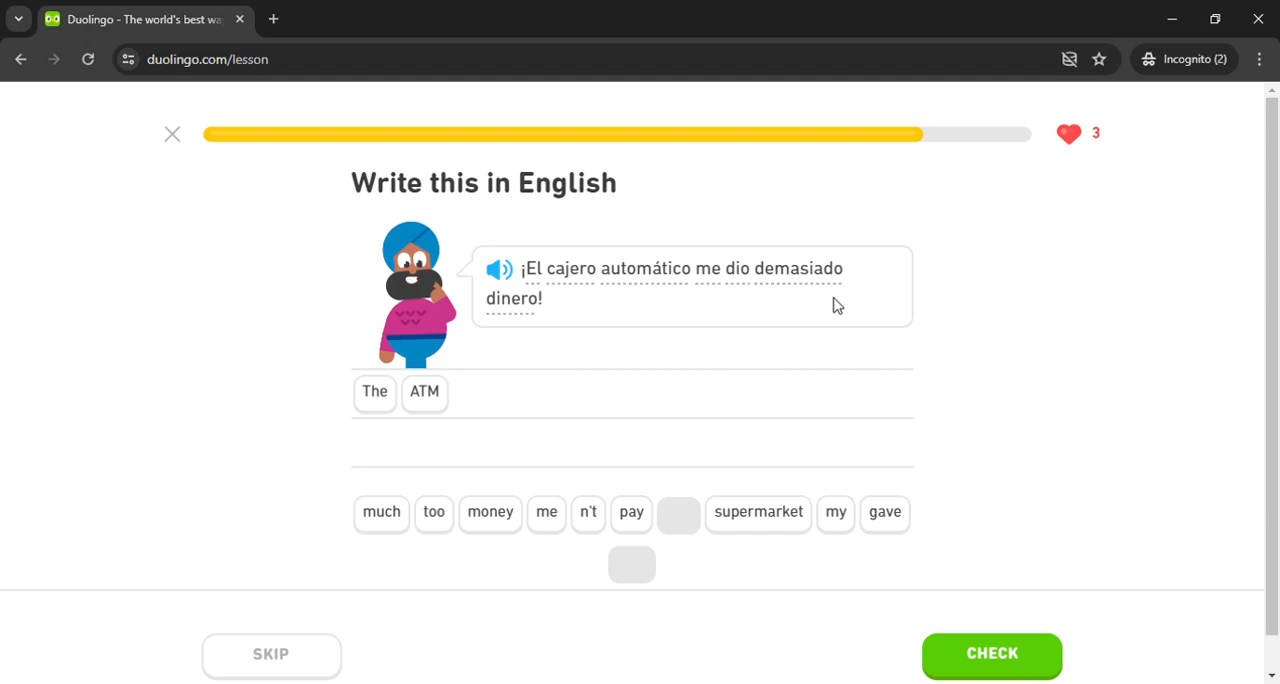 Duolingo - The world's best wa
duolingo.com/lesson
Incognito (2)
3
Write this in English
¡El cajero automático me dio demasiado
dinero!
The ATM
much too money me n't pay supermarket my gave
SKIP
CHECK